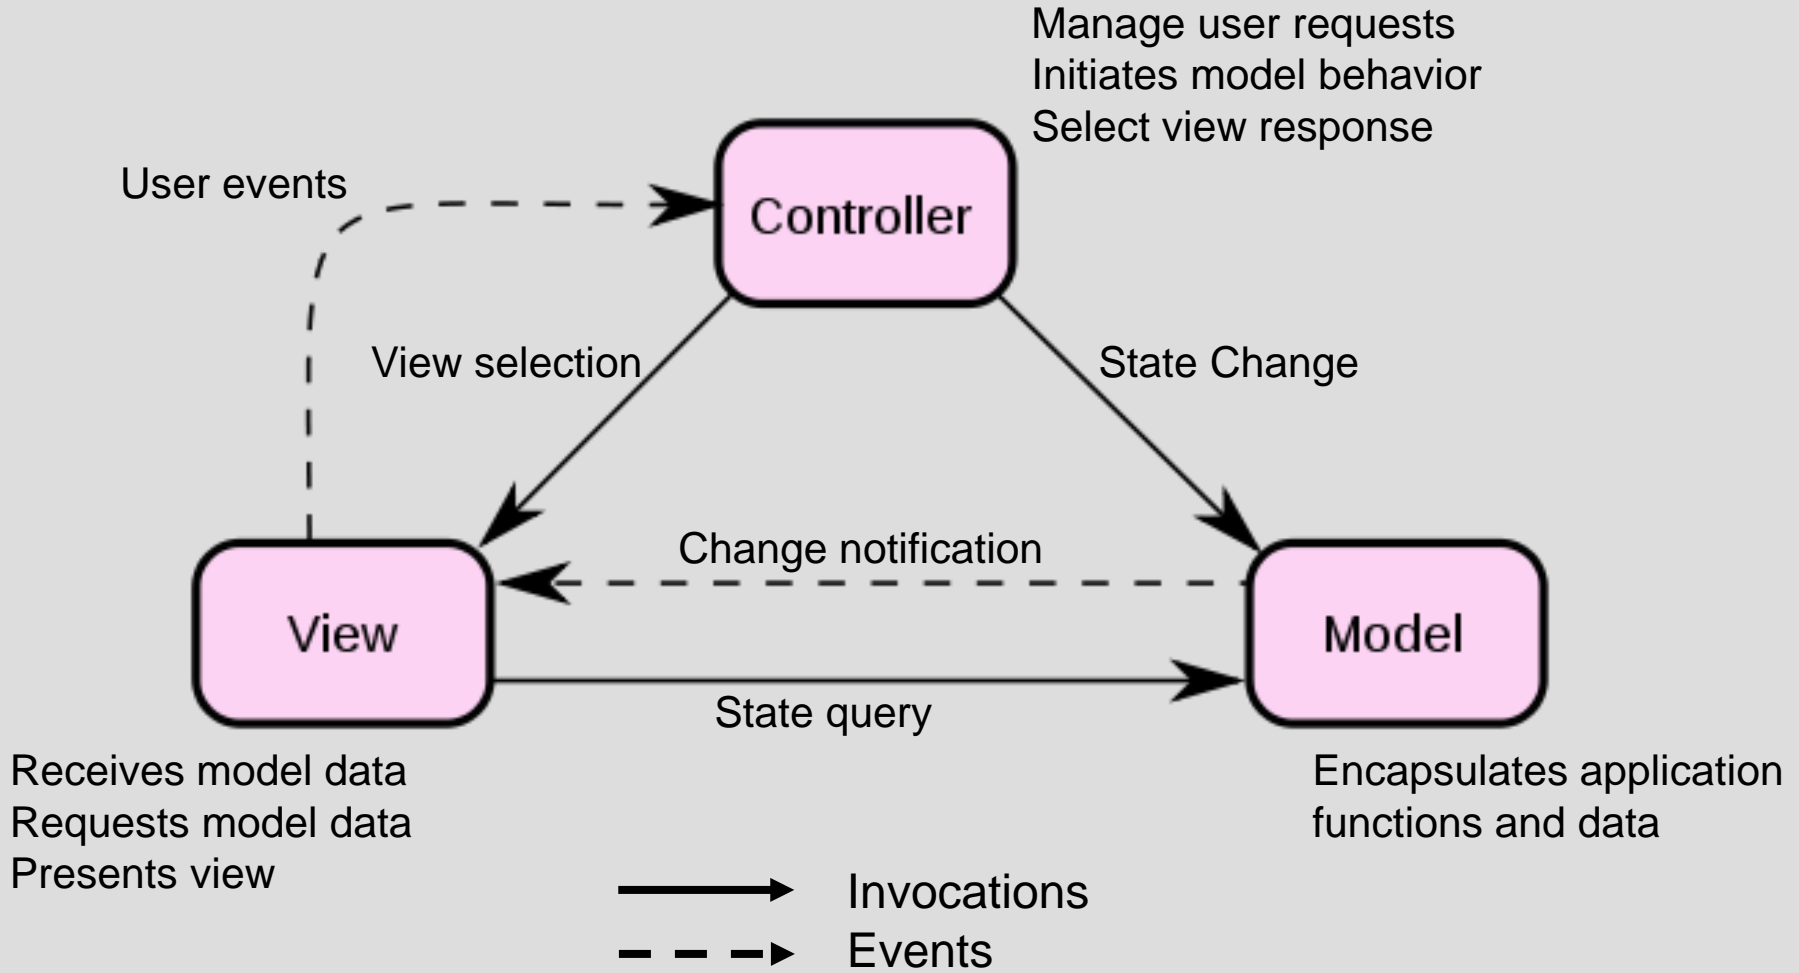 Manage user requests
Initiates model behavior
Select view response
User events
Controller
View selection
State Change
Change notification
View
Model
State query
Receives model data
Requests model data
Presents view
Encapsulates application
functions and data
Invocations
Events